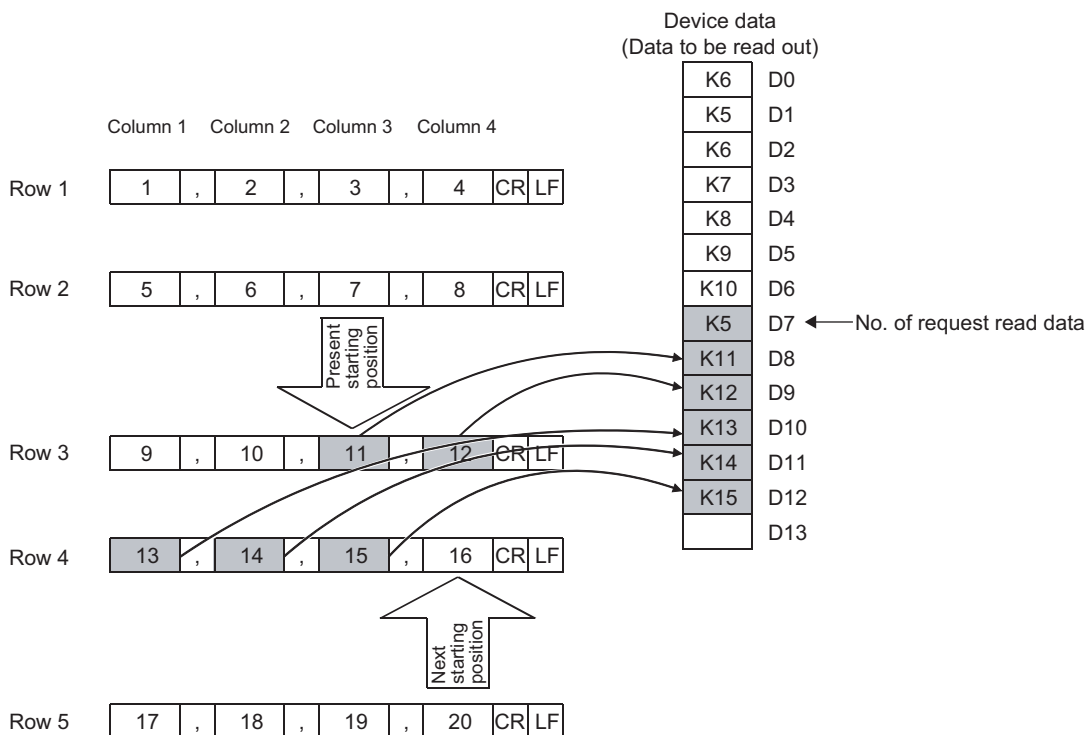 Device data
(Data to be read out)
K6 D0
K5 D1
Column 1 Column 2 Column 3 Column 4
K6 D2
Row 1 1 , 2 , 3 , 4 CR LF
K7 D3
K8 D4
K9 D5
Row 2 5 , 6 , 7 , 8 CR LF
K10 D6
K5 D7 No. of request read data
Present
starting
position
K11 D8
K12 D9
K13 D10
Row 3 9 , 10 , 11 , 12 CR LF
K14 D11
K15 D12
D13
Row 4 13 , 14 , 15 , 16 CR LF
Next
starting
position
Row 5 17 , 18 , 19 , 20 CR LF